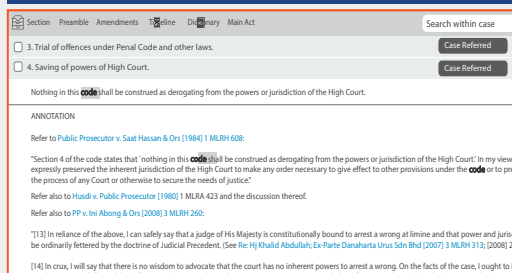 Section Preamble Amendments Timeline Dictionary Main Act Search within case
3. Trial of offences under Penal Code and other laws. Case Referred
4. Saving of powers of High Court. Case Referred
Nothing in this code shall be construed as derogating from the powers or jurisdiction of the High Court.
ANNOTATION
Refer to Public Prosecutor v. Saat Hassan & Ors [1984] 1 MLRH 608:
"Section 4 of the code states that `nothing in this code shall be construed as derogating from the powers or jurisdiction of the High Court.' In my view
expressly preserved the inherent jurisdiction of the High Court to make any order necessary to give effect to other provisions under the code or to pre
the process of any Court or otherwise to secure the needs of justice."
Refer also to Husdi v. Public Prosecutor [1980] 1 MLRA 423 and the discussion thereof.
Refer also to PP v. Ini Abong & Ors [2008] 3 MLRH 260:
"[13] In reliance of the above, I can safely say that a judge of His Majesty is constitutionally bound to arrest a wrong at limine and that power and juris
be ordinarily fettered by the doctrine of Judicial Precedent. (See Re: Hj Khalid Abdullah; Ex-Parte Danaharta Urus Sdn Bhd [2007] 3 MLRH 313; [2008] 2
[14] In crux, I will say that there is no wisdom to advocate that the court has no inherent powers to arrest a wrong. On the facts of the case, I ought to